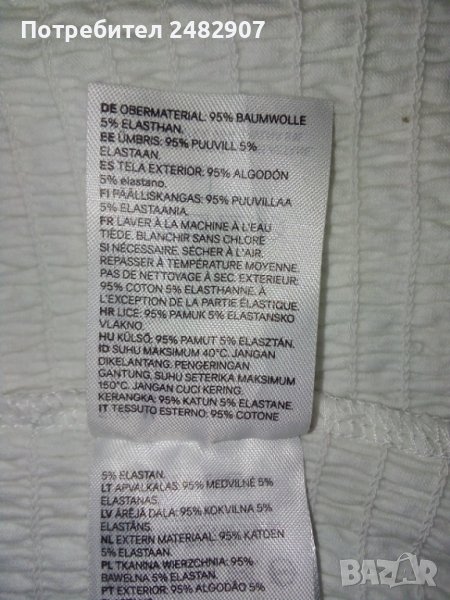 Потребител 2482907
DE OBERMATERIAL: 95% BAUMWOLLE
5% ELASTHAN.
EE ÜMBRIS: 95% PUUVILL 5%
ELASTAAN.
ES TELA EXTERIOR: 95% ALGODÓN
5% elastano.
FI PÄÄLLISKANGAS: 95% PUUVILLAA
5% ELASTAANIA.
FR LAVER À LA MACHINE À L'EAU
TIÈDE. BLANCHIR SANS CHLORE
SI NÉCESSAIRE. SÉCHER À L'AIR.
REPASSER À TEMPÉRATURE MOYENNE.
PAS DE NETTOYAGE À SEC. EXTERIEUR:
95% COTON 5% ELASTHANNE. À
L'EXCEPTION DE LA PARTIE ÉLASTIQUE.
HR LICE: 95% PAMUK 5% ELASTANSKO
VLAKNO.
HU KÜLSŐ: 95% PAMUT 5% ELASZTÁN.
ID SUHU MAKSIMUM 40°C. JANGAN
DIKELANTANG. PENGERINGAN
GANTUNG. SUHU SETERIKA MAKSIMUM
150°C. JANGAN CUCI KERING.
KERANGKA: 95% KATUN 5% ELASTANE.
IT TESSUTO ESTERNO: 95% COTONE
5% ELASTAN.
LT APVALKALAS: 95% MEDVILNĖ 5%
ELASTANAS.
LV ĀRĒJĀ DAĻA: 95% KOKVILNA 5%
ELASTĀNS.
NL EXTERN MATERIAAL: 95% KATOEN
5% ELASTAAN.
PL TKANINA WIERZCHNIA: 95%
BAWEŁNA 5% ELASTAN.
PT EXTERIOR: 95% ALGODÃO 5%
BAZAR